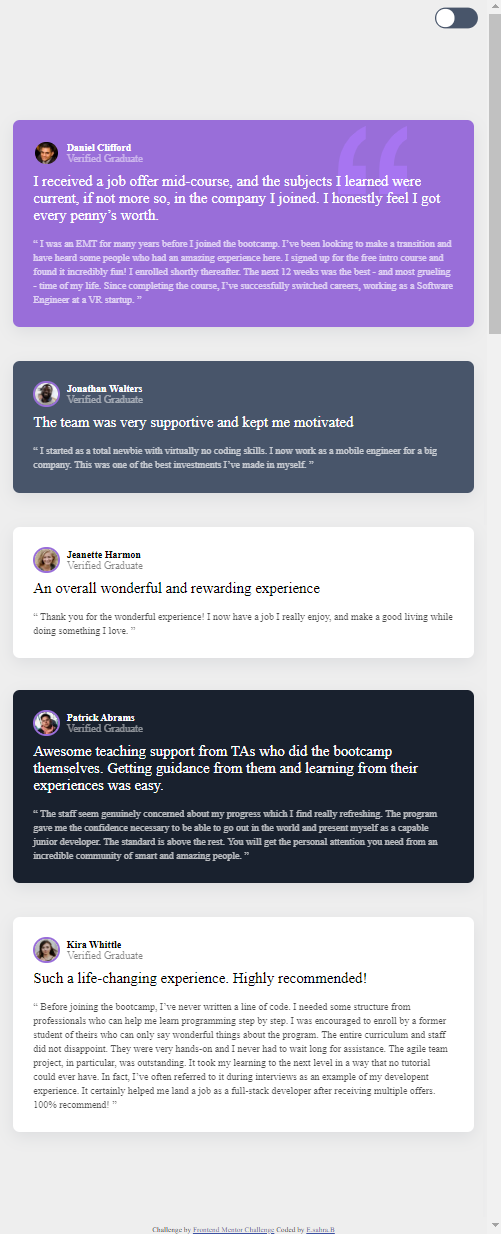 Daniel Clifford
Verified Graduate
I received a job offer mid-course, and the subjects I learned were
current, if not more so, in the company I joined. I honestly feel I got
every penny’s worth.
“ I was an EMT for many years before I joined the bootcamp. I’ve been looking to make a transition and
have heard some people who had an amazing experience here. I signed up for the free intro course and
found it incredibly fun! I enrolled shortly thereafter. The next 12 weeks was the best - and most grueling
- time of my life. Since completing the course, I’ve successfully switched careers, working as a Software
Engineer at a VR startup. ”
Jonathan Walters
Verified Graduate
The team was very supportive and kept me motivated
“ I started as a total newbie with virtually no coding skills. I now work as a mobile engineer for a big
company. This was one of the best investments I’ve made in myself. ”
Jeanette Harmon
Verified Graduate
An overall wonderful and rewarding experience
“ Thank you for the wonderful experience! I now have a job I really enjoy, and make a good living while
doing something I love. ”
Patrick Abrams
Verified Graduate
Awesome teaching support from TAs who did the bootcamp
themselves. Getting guidance from them and learning from their
experiences was easy.
“ The staff seem genuinely concerned about my progress which I find really refreshing. The program
gave me the confidence necessary to be able to go out in the world and present myself as a capable
junior developer. The standard is above the rest. You will get the personal attention you need from an
incredible community of smart and amazing people. ”
Kira Whittle
Verified Graduate
Such a life-changing experience. Highly recommended!
“ Before joining the bootcamp, I’ve never written a line of code. I needed some structure from
professionals who can help me learn programming step by step. I was encouraged to enroll by a former
student of theirs who can only say wonderful things about the program. The entire curriculum and staff
did not disappoint. They were very hands-on and I never had to wait long for assistance. The agile team
project, in particular, was outstanding. It took my learning to the next level in a way that no tutorial
could ever have. In fact, I’ve often referred to it during interviews as an example of my developent
experience. It certainly helped me land a job as a full-stack developer after receiving multiple offers.
100% recommend! ”
Challenge by Frontend Mentor Challenge Coded by E.sahra.B